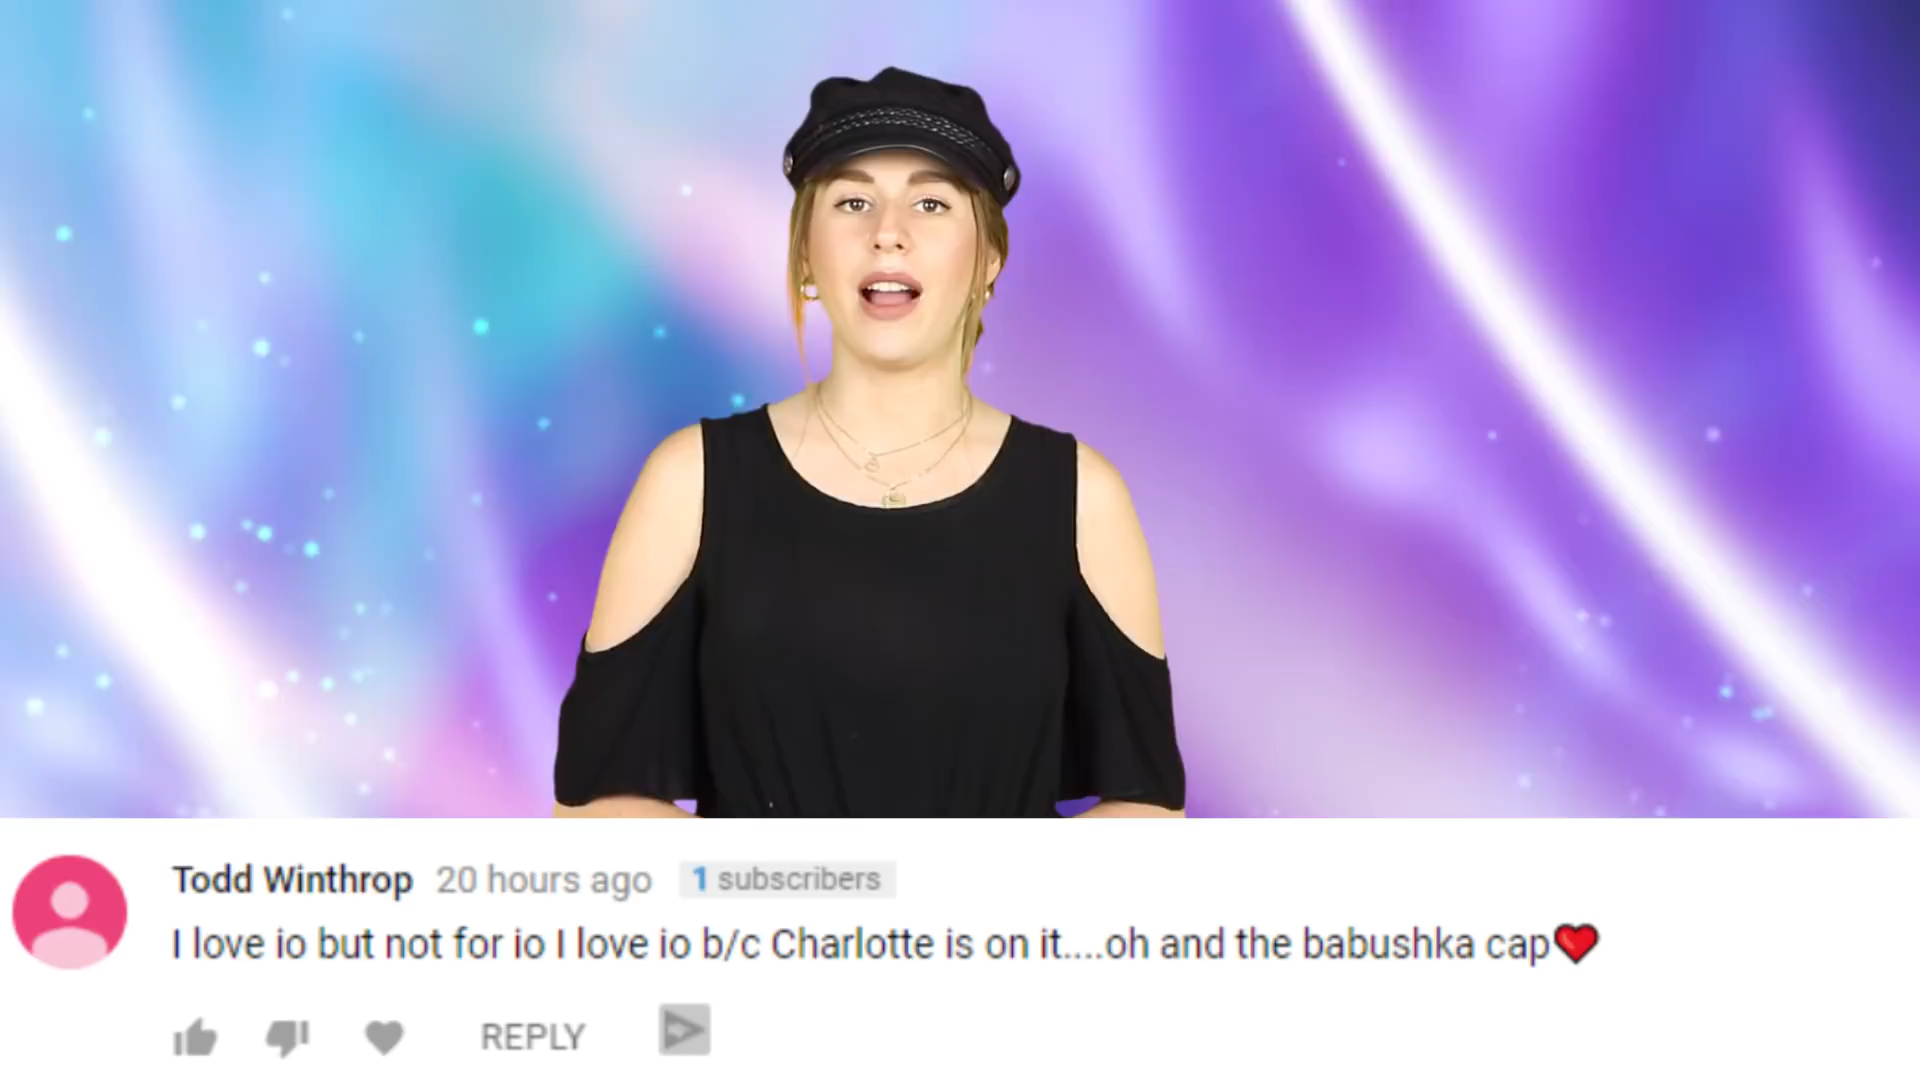 Todd Winthrop 20 hours ago 1 subscribers
I love io but not for io I love io b/c Charlotte is on it....oh and the babushka cap❤️
REPLY